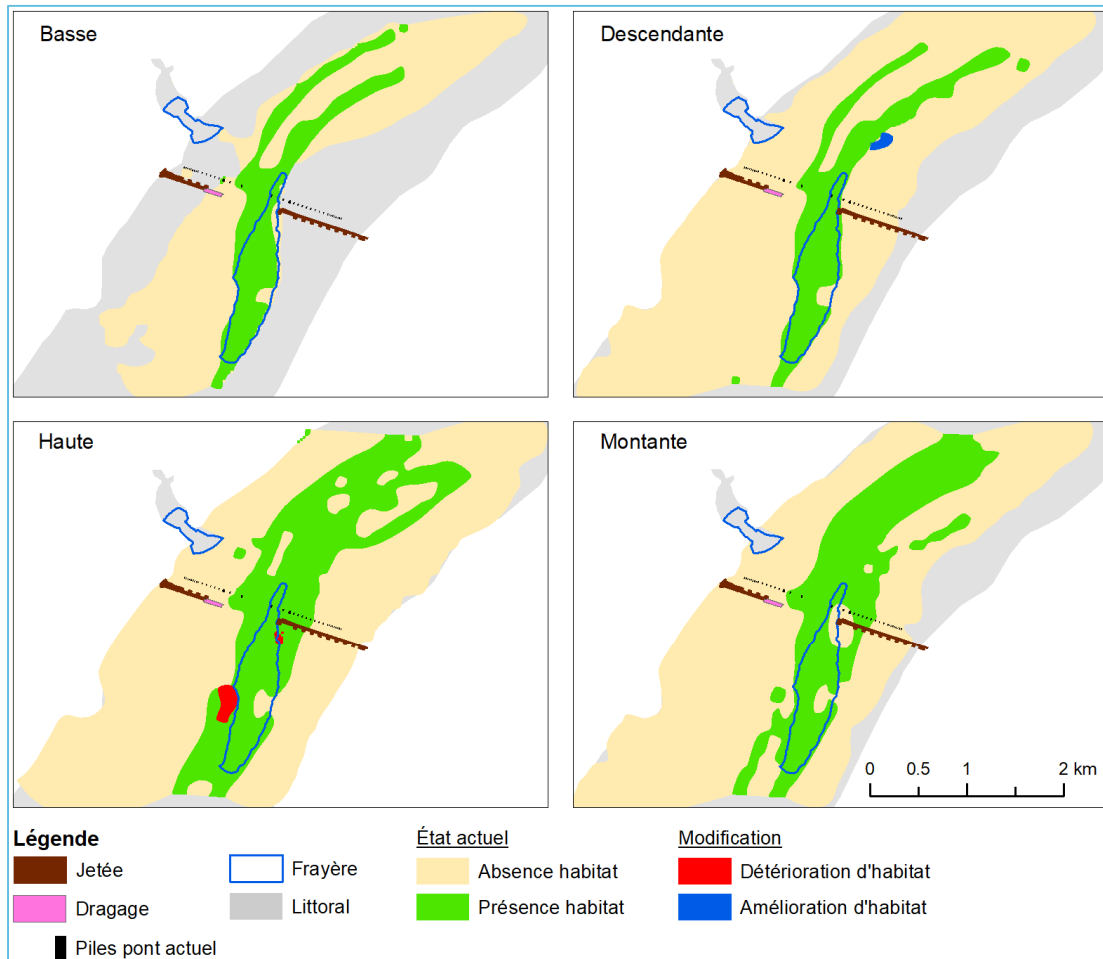 Basse
Descendante
Haute
Montante
0 0.5 1 2 km
Légende
Jetée
Dragage
Piles pont actuel
Frayère
Littoral
État actuel
Absence habitat
Présence habitat
Modification
Détérioration d'habitat
Amélioration d'habitat